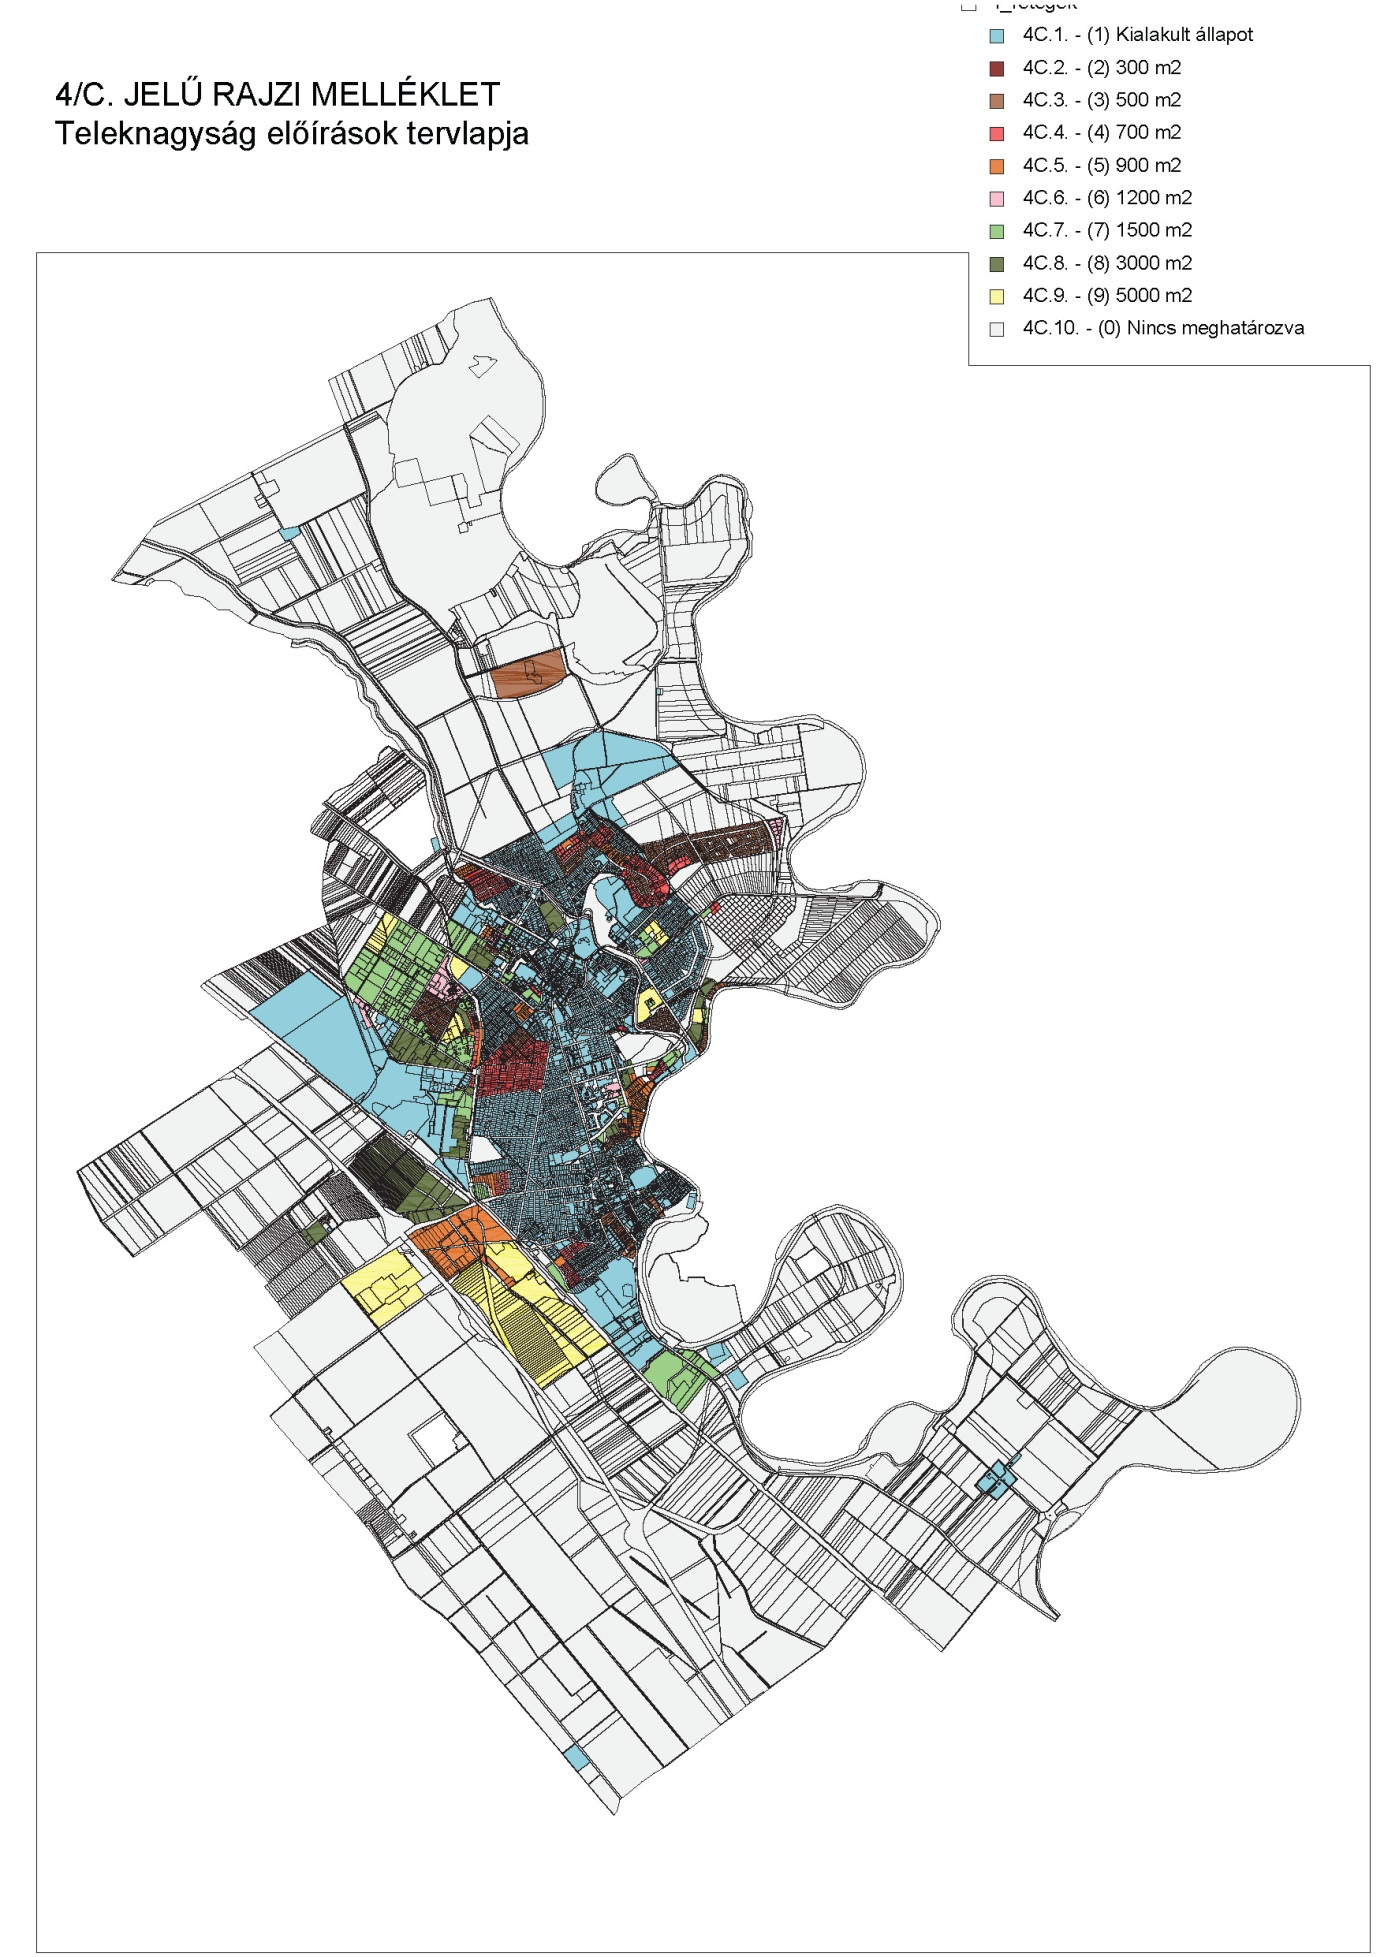 4/C. JELŰ RAJZI MELLÉKLET
Teleknagyság előírások tervlapja
4C.1. - (1) Kialakult állapot
4C.2. - (2) 300 m2
4C.3. - (3) 500 m2
4C.4. - (4) 700 m2
4C.5. - (5) 900 m2
4C.6. - (6) 1200 m2
4C.7. - (7) 1500 m2
4C.8. - (8) 3000 m2
4C.9. - (9) 5000 m2
4C.10. - (0) Nincs meghatározva